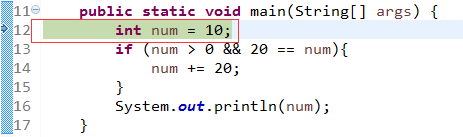 11 public static void main(String[] args) {
12 int num = 10;
13 if (num > 0 && 20 == num){
14 num += 20;
15 }
16 System.out.println(num);
17 }